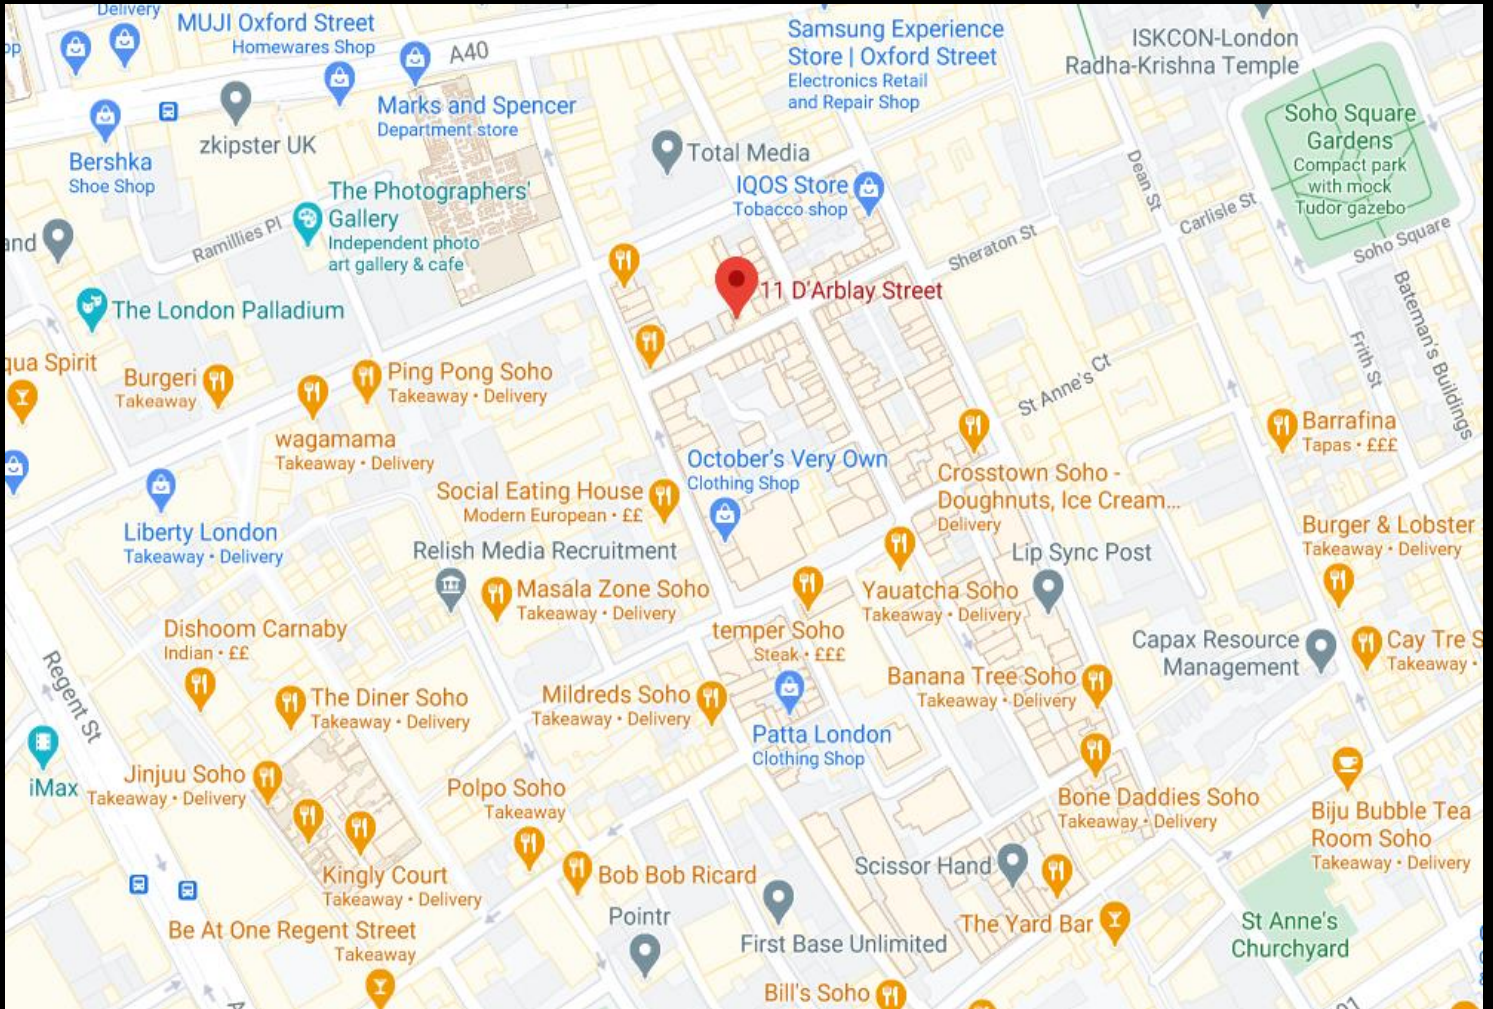 Delivery
MUJI Oxford Street
Homewares Shop
A40
Samsung Experience
Store | Oxford Street
Electronics Retail
and Repair Shop
ISKCON-London
Radha-Krishna Temple
Marks and Spencer
Department store
Bershka
Shoe Shop
zkipster UK
Total Media
IQOS Store
Tobacco shop
Soho Square
Gardens
Compact park
with mock
Tudor gazebo
Dean St
Carlisle St
Soho Square
Sheraton St
The Photographers'
Gallery
Independent photo
art gallery & cafe
Ramillies Pl
The London Palladium
11 D'Arblay Street
Bateman's Buildings
Frith St
Burgeri
Takeaway
Ping Pong Soho
Takeaway • Delivery
wagamama
Takeaway • Delivery
St Anne's Ct
Barrafina
Tapas • £££
October's Very Own
Clothing Shop
Crosstown Soho -
Doughnuts, Ice Cream...
Delivery
Social Eating House
Modern European • ££
Liberty London
Takeaway • Delivery
Burger & Lobster
Takeaway • Delivery
Relish Media Recruitment
Lip Sync Post
Masala Zone Soho
Takeaway • Delivery
Yauatcha Soho
Takeaway • Delivery
temper Soho
Steak • £££
Dishoom Carnaby
Indian • ££
Capax Resource
Management
Cay Tre
Takeaway •
Regent St
The Diner Soho
Takeaway • Delivery
Mildreds Soho
Takeaway • Delivery
Banana Tree Soho
Takeaway • Delivery
Patta London
Clothing Shop
iMax
Jinjuu Soho
Takeaway • Delivery
Polpo Soho
Takeaway
Bone Daddies Soho
Takeaway • Delivery
Biju Bubble Tea
Room Soho
Takeaway • Delivery
Kingly Court
Takeaway • Delivery
Bob Bob Ricard
Scissor Hand
Be At One Regent Street
Takeaway
Pointr
First Base Unlimited
The Yard Bar
St Anne's
Churchyard
Bill's Soho